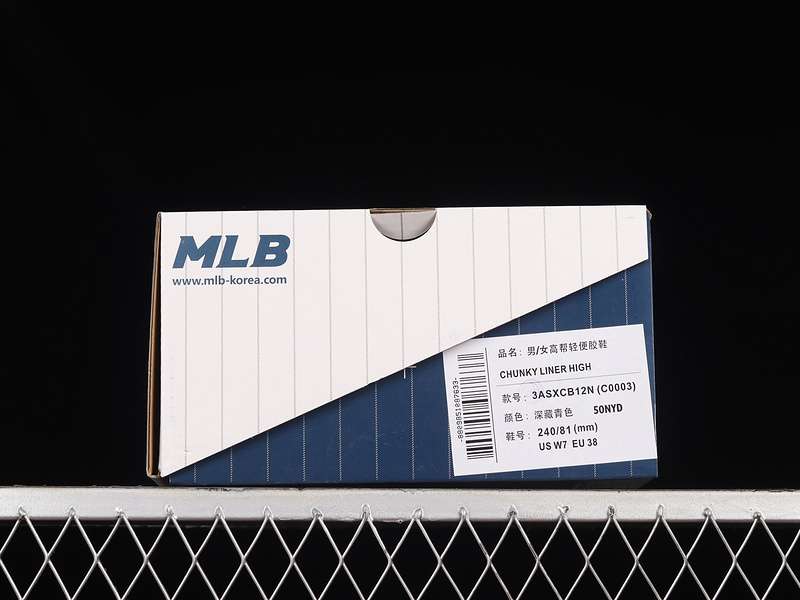 MLB
www.mlb-korea.com
品名: 男/女高帮轻便胶鞋
CHUNKY LINER HIGH
款号: 3ASXCB12N (C0003)
颜色: 深藏青色 50NYD
鞋号: 240/81 (mm)
US W7 EU 38